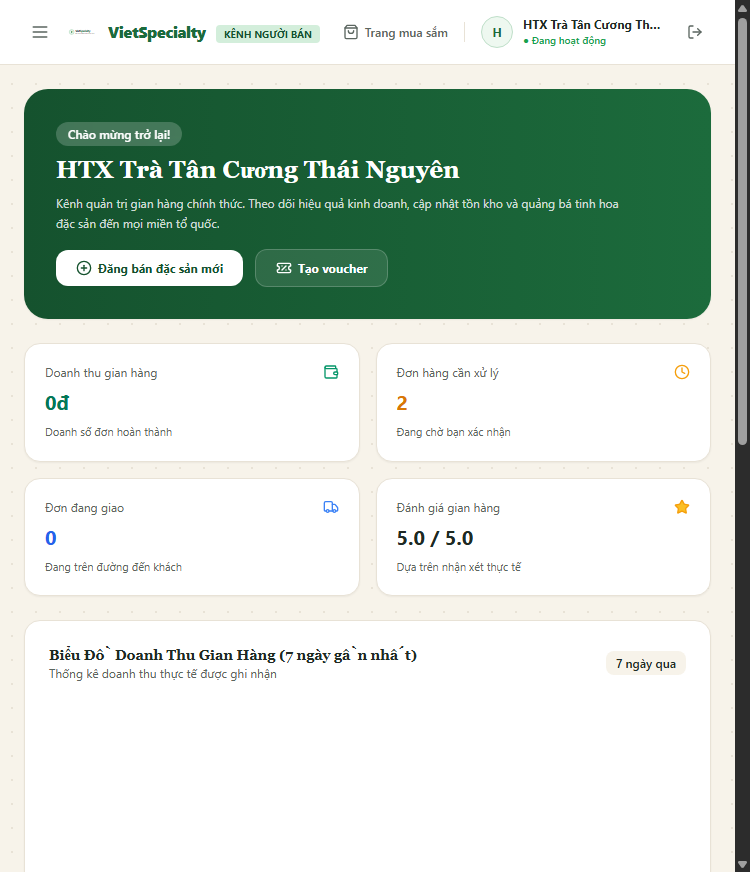 VietSpecialty
KÊNH NGƯỜI BÁN
Trang mua sắm
H
HTX Trà Tân Cương Th...
● Đang hoạt động
Chào mừng trở lại!
HTX Trà Tân Cương Thái Nguyên
Kênh quản trị gian hàng chính thức. Theo dõi hiệu quả kinh doanh, cập nhật tồn kho và quảng bá tinh hoa
đặc sản đến mọi miền tổ quốc.
Đăng bán đặc sản mới
Tạo voucher
Doanh thu gian hàng
0đ
Doanh số đơn hoàn thành
Đơn hàng cần xử lý
2
Đang chờ bạn xác nhận
Đơn đang giao
0
Đang trên đường đến khách
Đánh giá gian hàng
5.0 / 5.0
Dựa trên nhận xét thực tế
Biểu Đồ Doanh Thu Gian Hàng (7 ngày gần nhất)
Thống kê doanh thu thực tế được ghi nhận
7 ngày qua